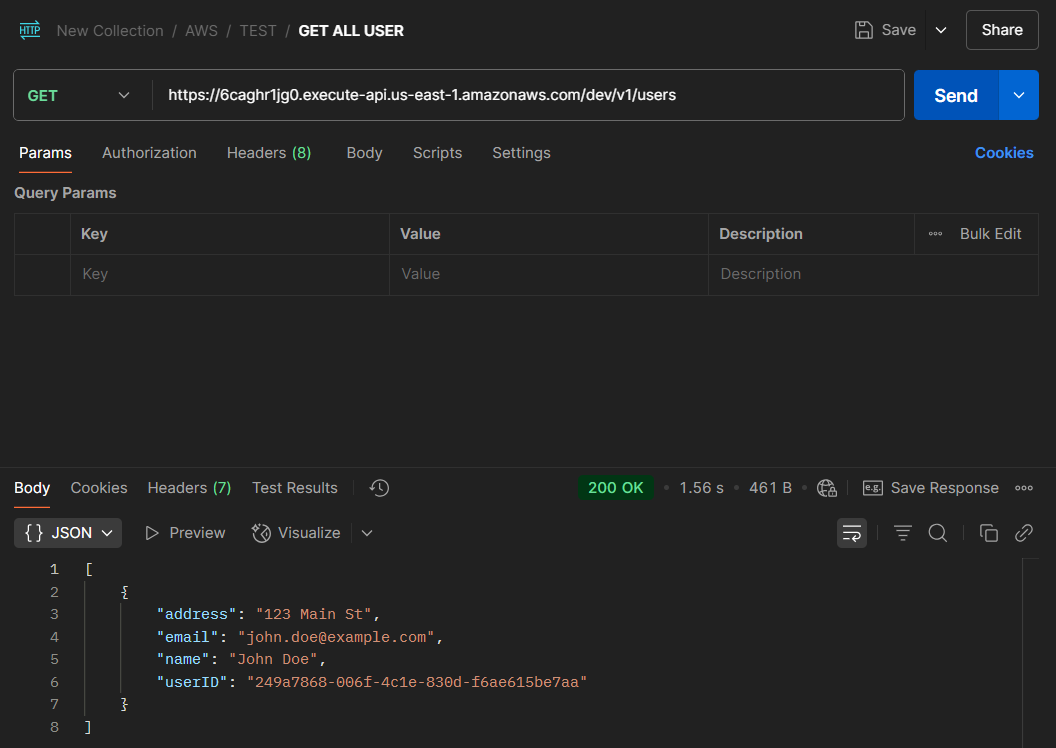 HTTP New Collection / AWS / TEST / GET ALL USER Save Share
GET https://6caghr1jg0.execute-api.us-east-1.amazonaws.com/dev/v1/users Send
Params Authorization Headers (8) Body Scripts Settings Cookies
Query Params
Key Value Description Bulk Edit
Key Value Description
Body Cookies Headers (7) Test Results 200 OK • 1.56 s • 461 B • e.g. Save Response
{} JSON Preview Visualize
1 [
2 {
3 "address": "123 Main St",
4 "email": "john.doe@example.com",
5 "name": "John Doe",
6 "userID": "249a7868-006f-4c1e-830d-f6ae615be7aa"
7 }
8 ]